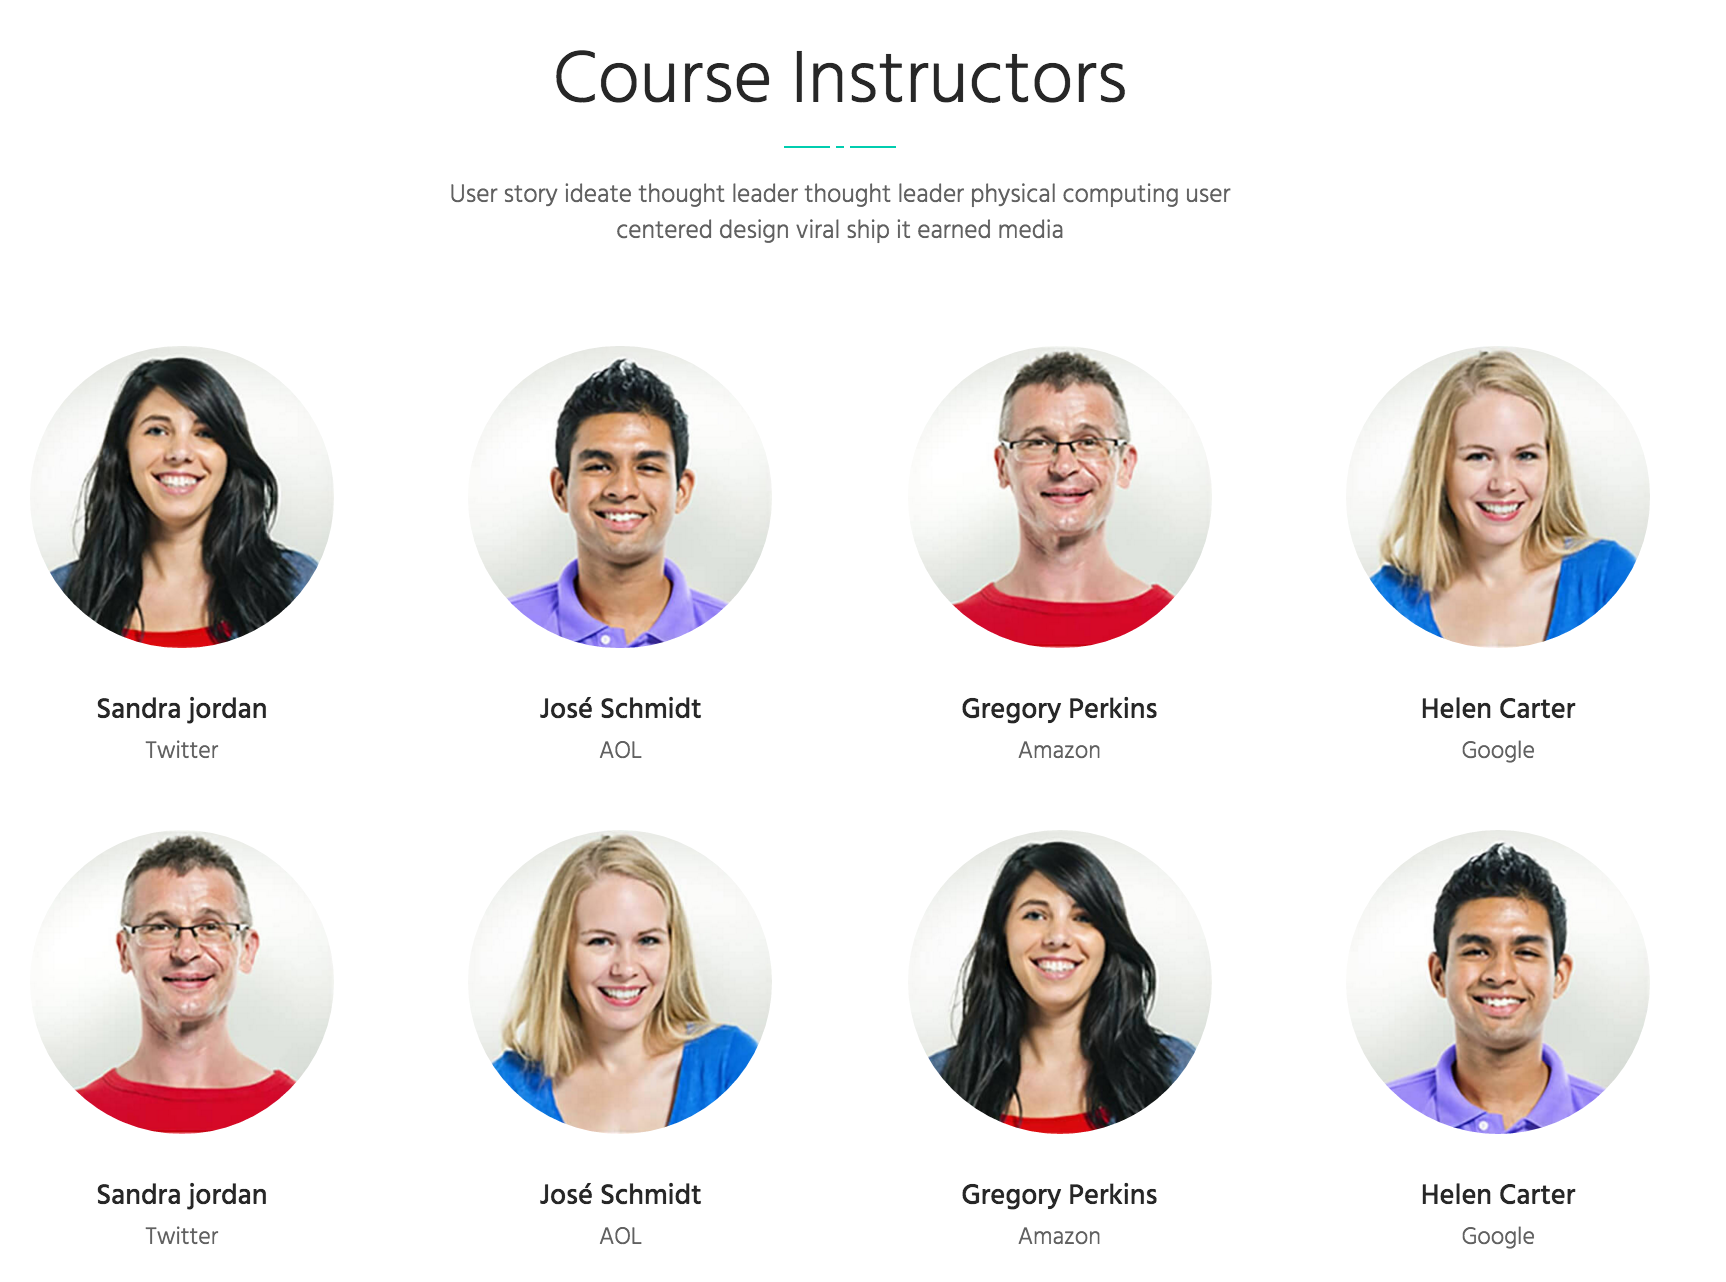 Course Instructors
User story ideate thought leader thought leader physical computing user
centered design viral ship it earned media
Sandra jordan
Twitter
José Schmidt
AOL
Gregory Perkins
Amazon
Helen Carter
Google
Sandra jordan
Twitter
José Schmidt
AOL
Gregory Perkins
Amazon
Helen Carter
Google